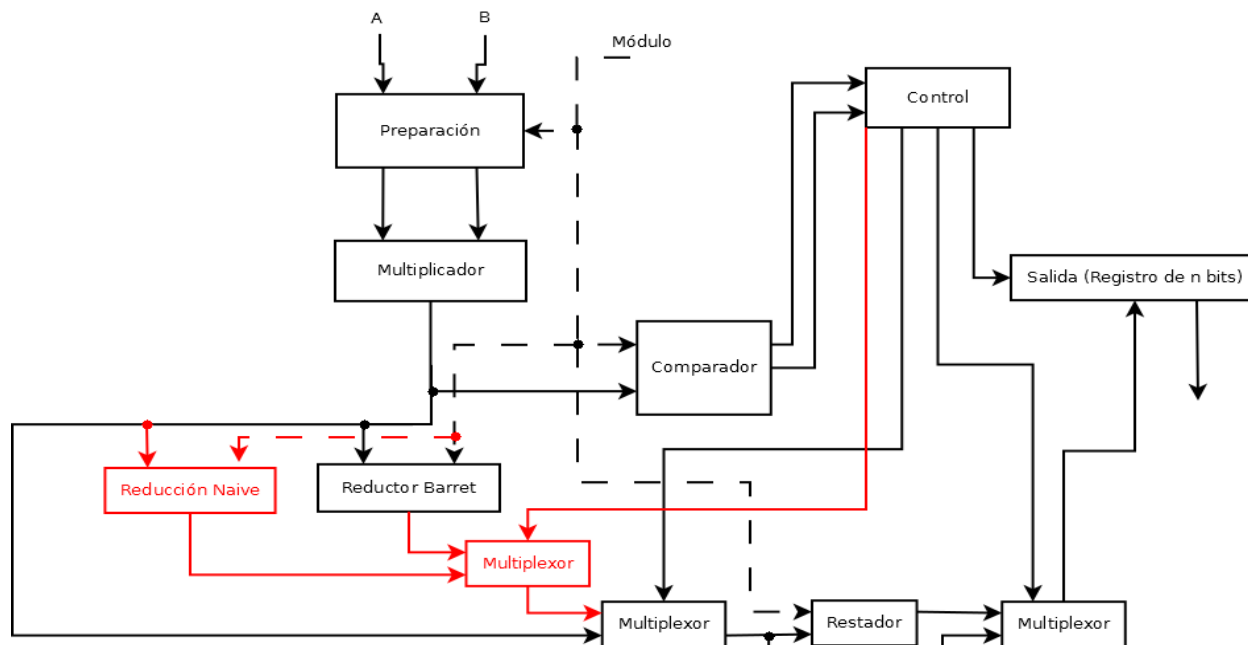 A
B
Módulo
Control
Preparación
Multiplicador
Salida (Registro de n bits)
Comparador
Reducción Naive
Reductor Barret
Multiplexor
Multiplexor
Restador
Multiplexor